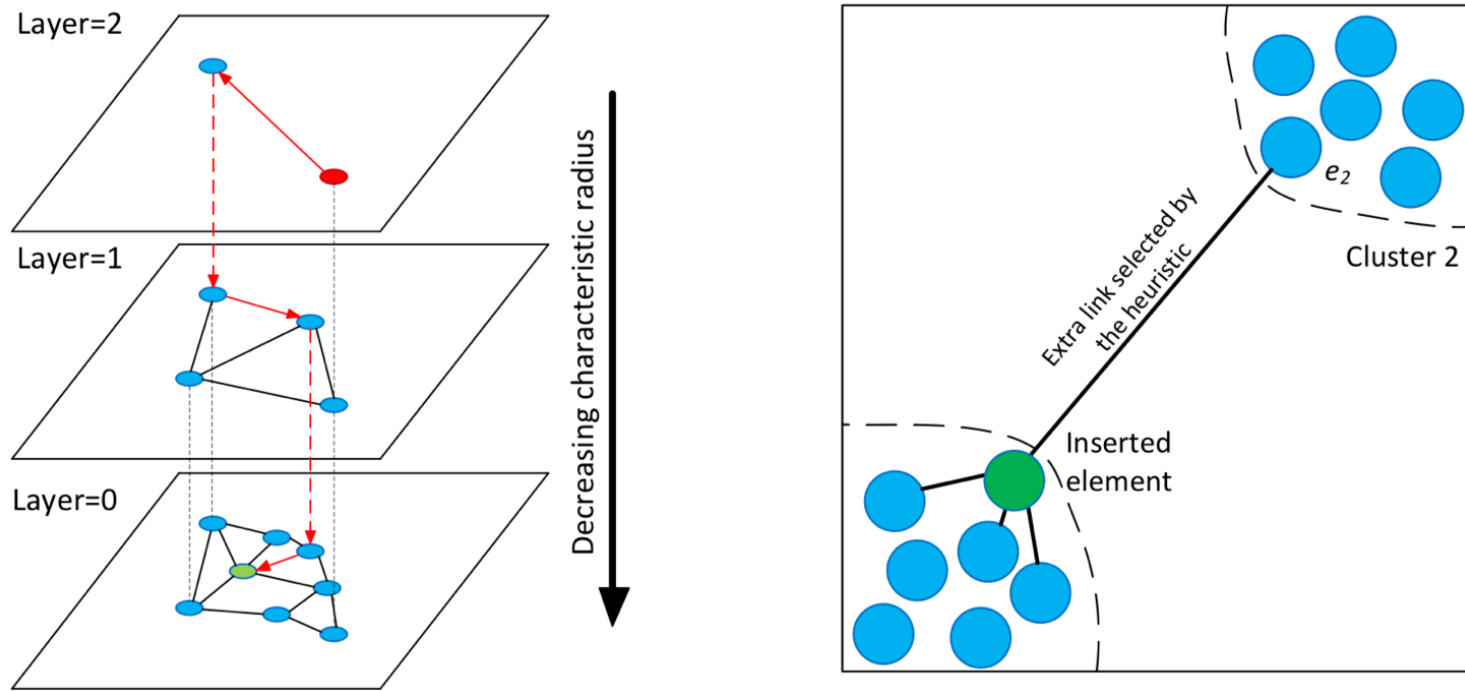 Layer=2
Layer=1
Layer=0
Decreasing characteristic radius
Extra link selected by
the heuristic
e₂
Cluster 2
Inserted
element